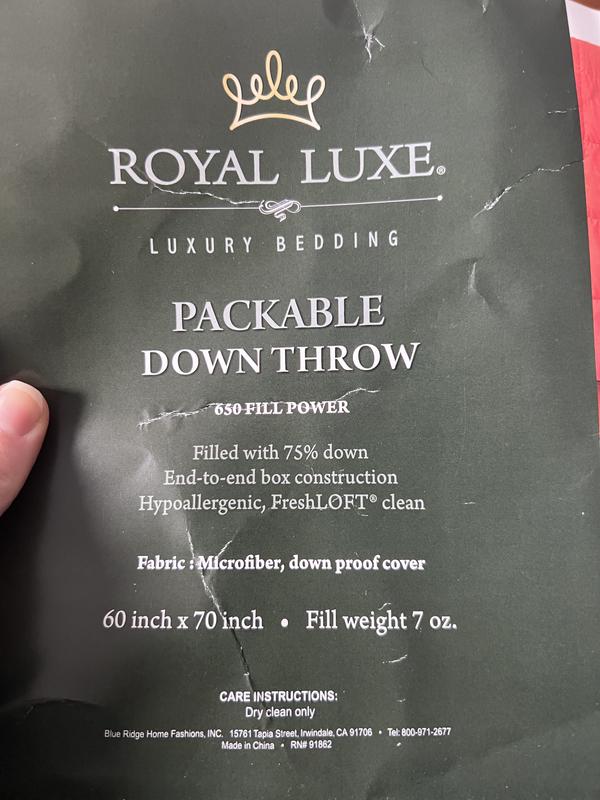 ROYAL LUXE®
LUXURY BEDDING
PACKABLE
DOWN THROW
650 FILL POWER
Filled with 75% down
End-to-end box construction
Hypoallergenic, FreshLOFT® clean
Fabric : Microfiber, down proof cover
60 inch x 70 inch • Fill weight 7 oz.
CARE INSTRUCTIONS:
Dry clean only
Blue Ridge Home Fashions, INC. 15761 Tapia Street, Irwindale, CA 91706 • Tel: 800-971-2677
Made in China • RN# 91862